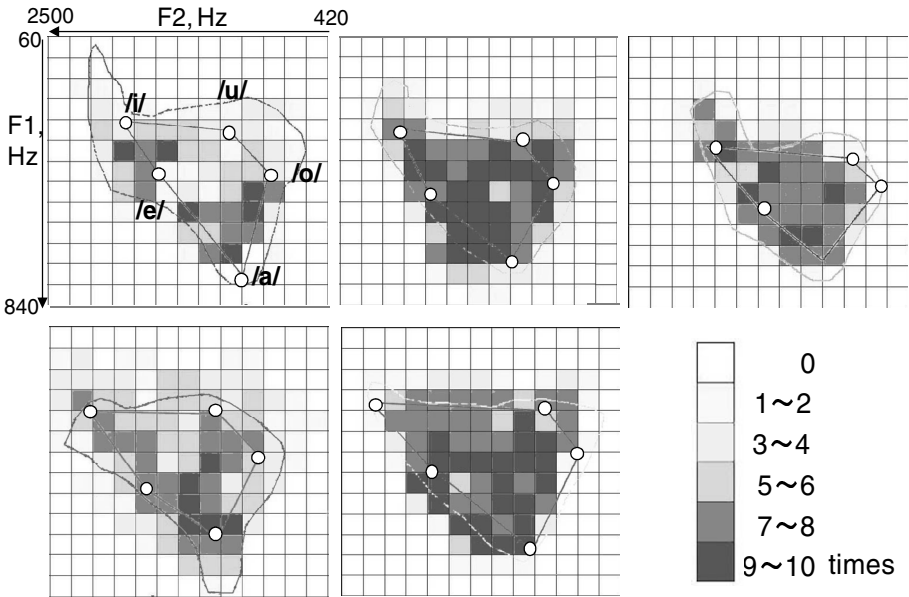 2500 F2, Hz 420
60
F1,
Hz
840
/i/
/u/
/e/
/o/
/a/
0
1~2
3~4
5~6
7~8
9~10 times